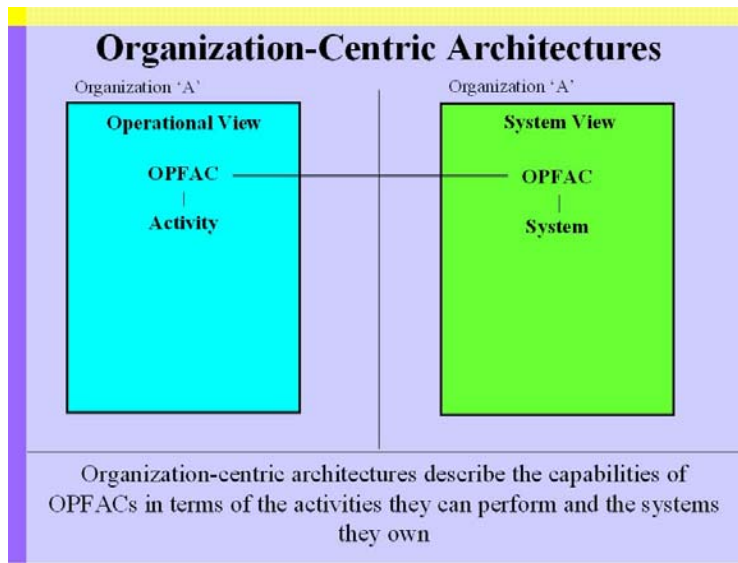 Organization-Centric Architectures
Organization ‘A’
Operational View
OPFAC
Activity
Organization ‘A’
System View
OPFAC
System
Organization-centric architectures describe the capabilities of
OPFACs in terms of the activities they can perform and the systems
they own